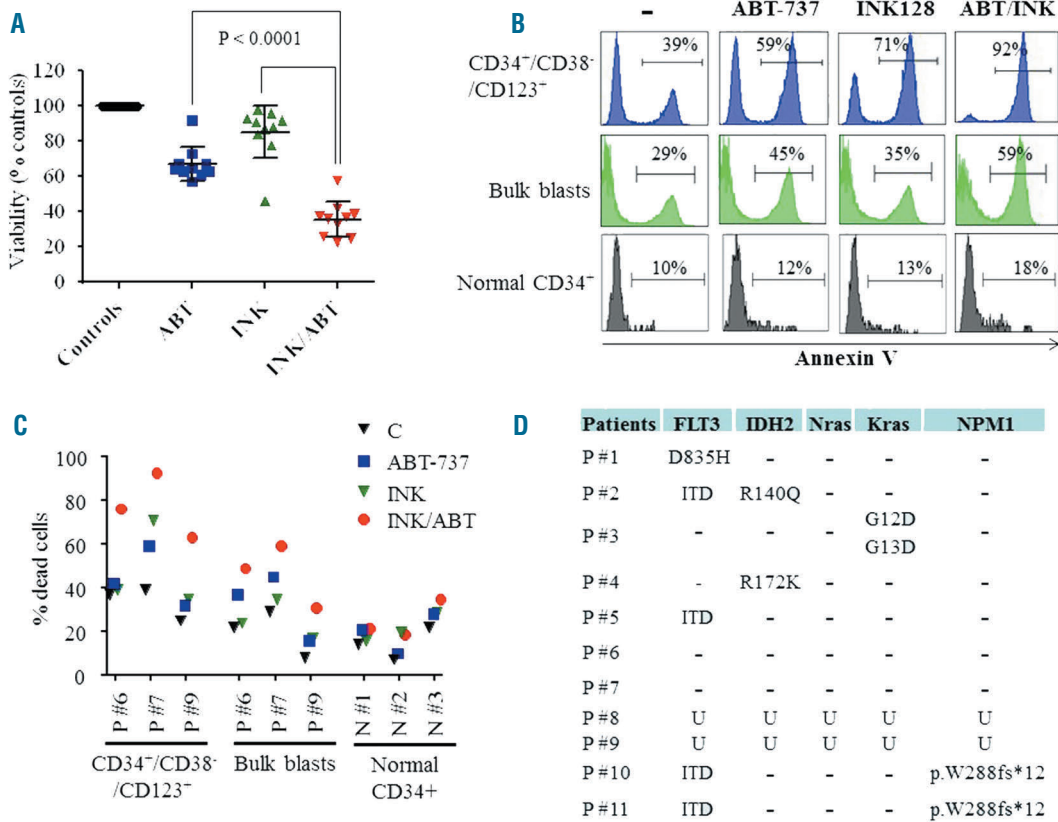 A
P < 0.0001
Viability (% controls)
120
100
80
60
40
20
0
Controls
ABT
INK
INK/ABT
B
- ABT-737 INK128 ABT/INK
CD34⁺/CD38⁻
/CD123⁺
39% 59% 71% 92%
Bulk blasts
29% 45% 35% 59%
Normal CD34⁺
10% 12% 13% 18%
Annexin V
C
C
ABT-737
INK
INK/ABT
% dead cells
100
80
60
40
20
0
P #6 P #7 P #9 P #6 P #7 P #9 N #1 N #2 N #3
CD34⁺/CD38⁻
/CD123⁺
Bulk blasts
Normal
CD34+
D
Patients FLT3 IDH2 Nras Kras NPM1
P #1 D835H - - - -
P #2 ITD R140Q - - -
P #3 - - - G12D G13D -
P #4 - R172K - - -
P #5 ITD - - - -
P #6 - - - - -
P #7 - - - - -
P #8 U U U U U
P #9 U U U U U
P #10 ITD - - - p.W288fs*12
P #11 ITD - - - p.W288fs*12